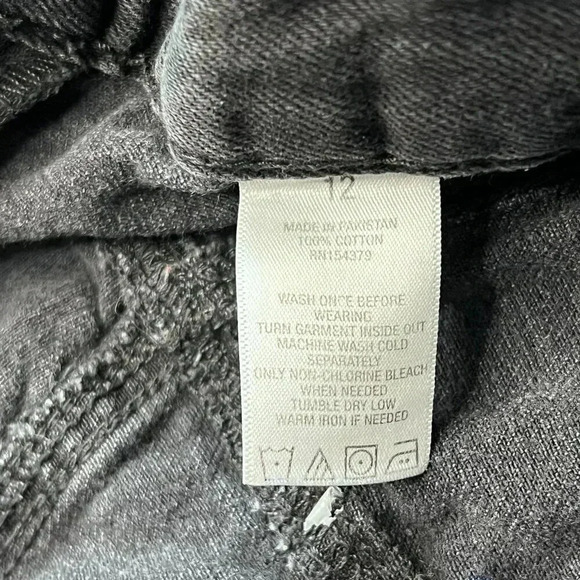 12
MADE IN PAKISTAN
100% COTTON
RN154379
WASH ONCE BEFORE
WEARING
TURN GARMENT INSIDE OUT
MACHINE WASH COLD
SEPARATELY
ONLY NON-CHLORINE BLEACH
WHEN NEEDED
TUMBLE DRY LOW
WARM IRON IF NEEDED